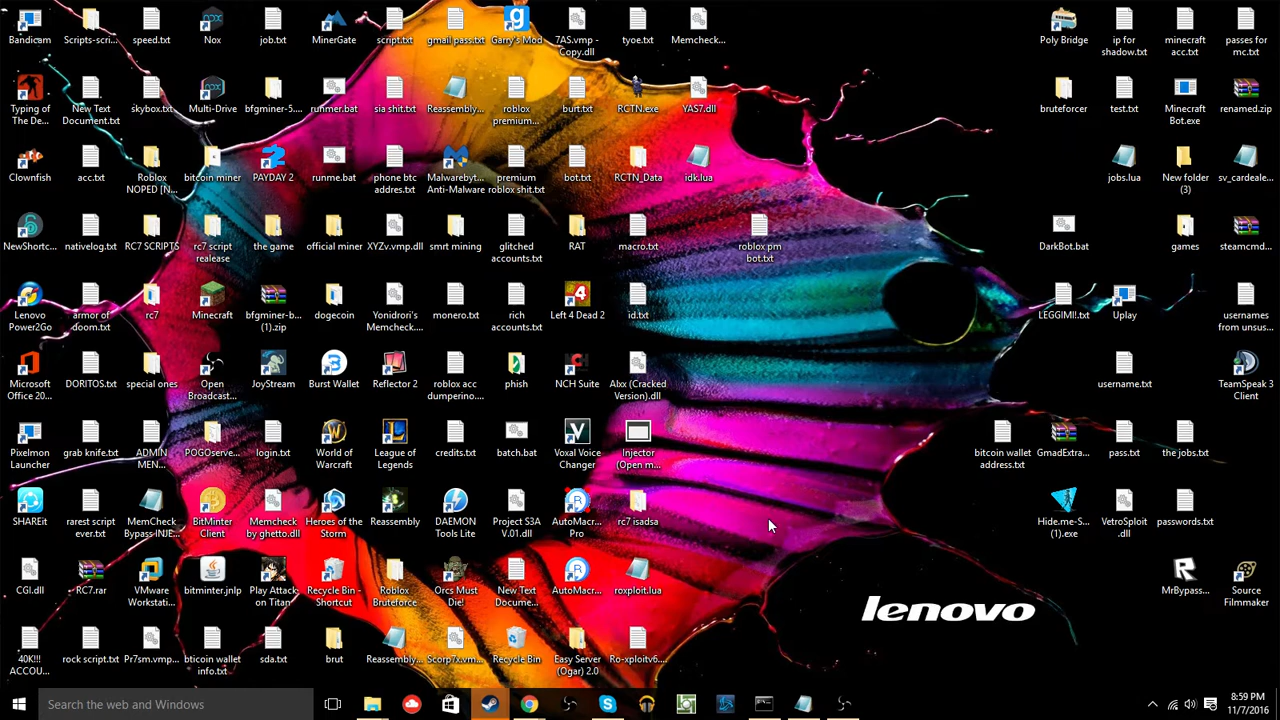 Bandicam
Scripts-scri...
speed.txt
Nox
job.txt
MinerGate
script.txt
gmail pass.txt
Garry's Mod
7AS.vmp -
Copy.dll
tyoe.txt
Memcheck...
Poly Bridge
ip for
shadow.txt
minecraft
acc.txt
passes for
mc.txt
Typing of
The De...
New Text
Document.txt
skybox.txt
Multi-Drive
bfgminer-5....
runmer.bat
sia shit.txt
Reassembly...
roblox
premium...
burt.txt
RCTN.exe
YAS7.dll
bruteforcer
test.txt
Minecraft
Bot.exe
renamed.zip
Clownfish
acc.txt
Roblox
NOPED [N...
bitcoin miner
PAYDAY 2
runme.bat
phone btc
addres.txt
Malwarebyt...
Anti-Malware
premium
roblox shit.txt
bot.txt
RCTN_Data
idk.lua
jobs.lua
New folder
(3)
sv_cardeale...
NewShortc...
nativelog.txt
RC7 SCRIPTS
rc7 script
realease
the game
official miner
XYZv.vmp.dll
smrt mining
glitched
accounts.txt
RAT
macro.txt
roblox pm
bot.txt
DarkBot.bat
games
steamcmd...
Lenovo
Power2Go
armor of
doom.txt
rc7
Minecraft
bfgminer-b...
(1).zip
dogecoin
Yonidrori's
Memcheck....
monero.txt
rich
accounts.txt
Left 4 Dead 2
id.txt
LEGGIM!!.txt
Uplay
usernames
from unsus...
Microsoft
Office 20...
DORITOS.txt
special ones
Open
Broadcast...
JoyStream
Burst Wallet
Reflector 2
roblox acc
dumperino....
phish
NCH Suite
Alxx (Cracked
Version).dll
username.txt
TeamSpeak 3
Client
Pixelmon
Launcher
grab knife.txt
ADMIN
MEN...
POGOserve...
login.txt
World of
Warcraft
League of
Legends
credits.txt
batch.bat
Voxal Voice
Changer
Injector
(Open m...
bitcoin wallet
address.txt
GmadExtra...
pass.txt
the jobs.txt
SHAREit
rarest script
ever.txt
MemCheck
Bypass INJE...
BitMinter
Client
Memcheck
by ghetto.dll
Heroes of the
Storm
Reassembly
DAEMON
Tools Lite
Project S3A
V.01.dll
AutoMacr...
Pro
rc7 isadsa
Hide.me-S...
(1).exe
VetroSploit
.dll
passwords.txt
CGI.dll
RC7.rar
VMware
Workstati...
bitminter.jnlp
Play Attack
on Titan
Recycle Bin -
Shortcut
Roblox
Bruteforce
Orcs Must
Die!
New Text
Docume...
AutoMacr...
roxploit.lua
MrBypass...
Source
Filmmaker
lenovo
40K!!!
ACCOU...
rock script.txt
Pr7sm.vmp...
btcoin wallet
info.txt
sda.txt
brut
Reassembly...
Scorp7x.vm...
Recycle Bin
Easy Server
(Ogar) 2.0
Ro-xploitv6....
Search the web and Windows
8:59 PM
11/7/2016